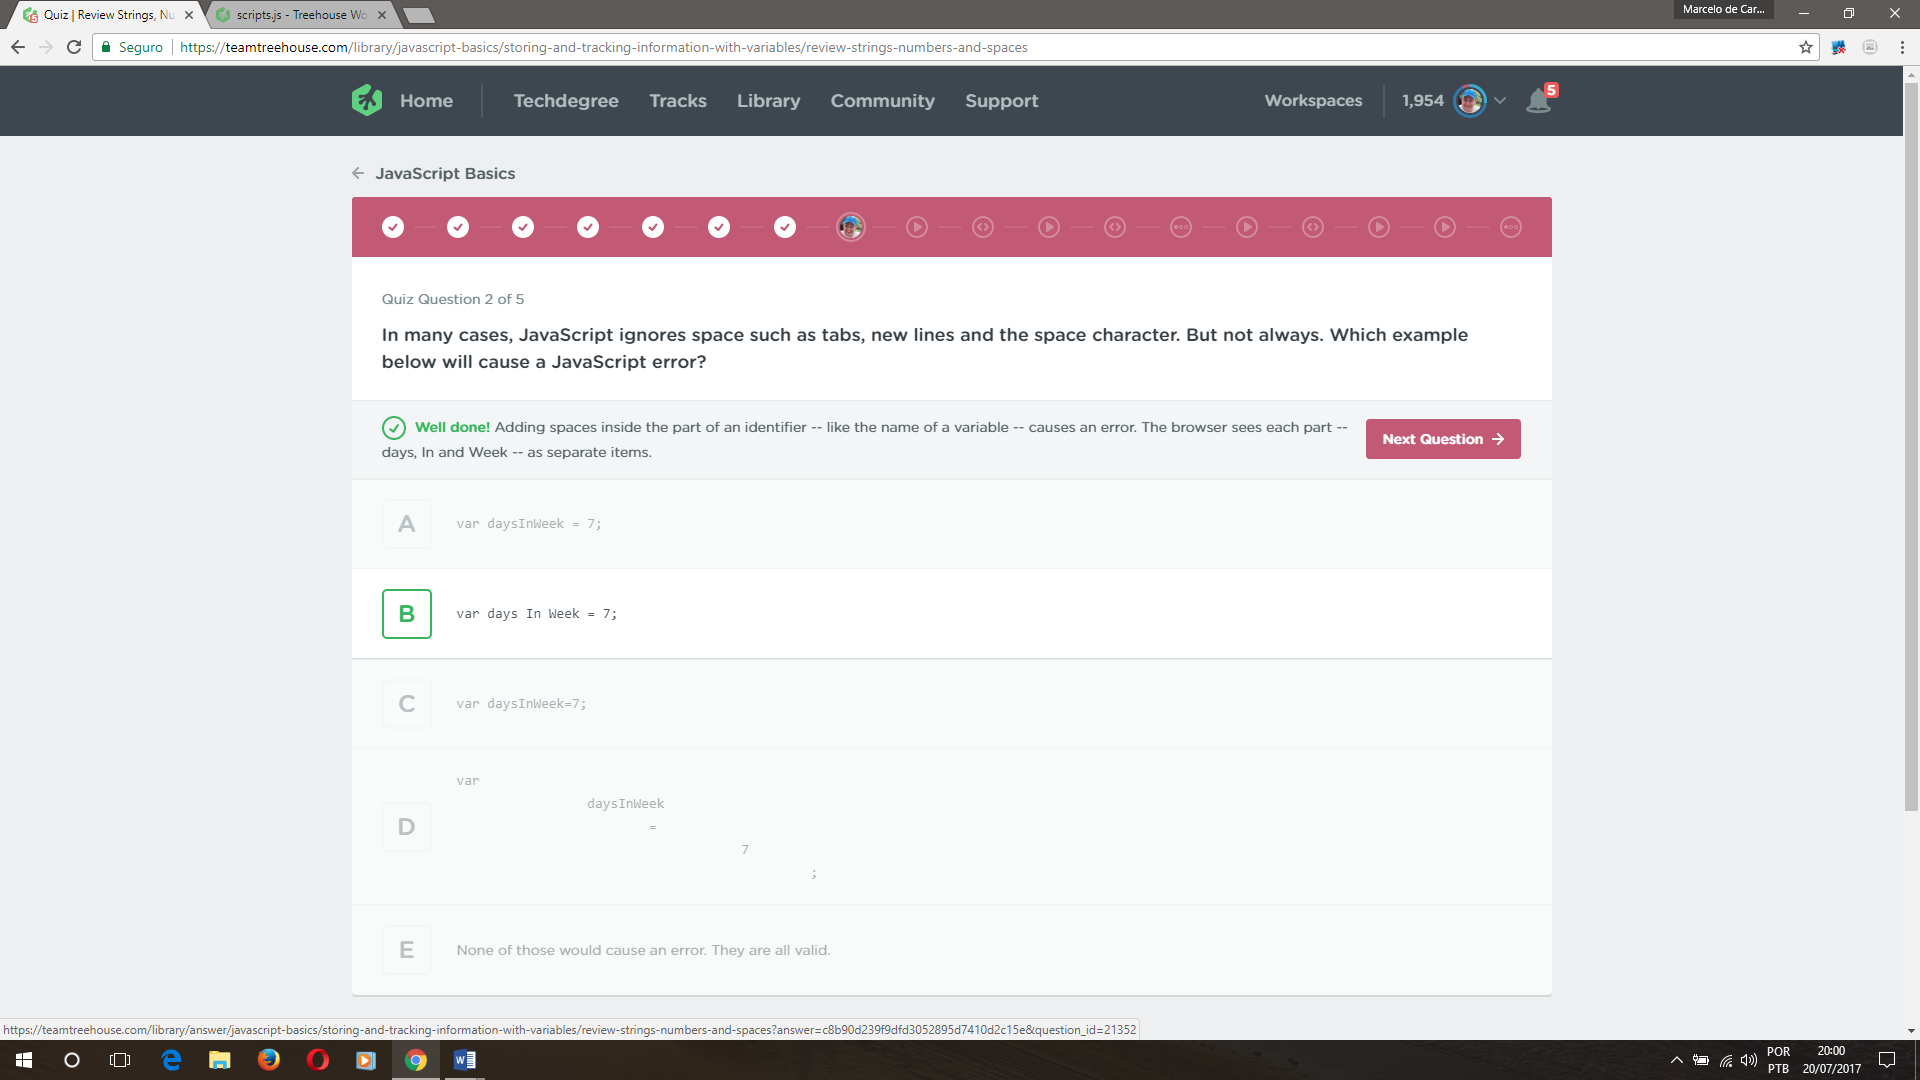 Quiz | Review Strings, Nu
scripts.js - Treehouse Wo
Marcelo de Car...
Seguro
https://teamtreehouse.com/library/javascript-basics/storing-and-tracking-information-with-variables/review-strings-numbers-and-spaces
Home Techdegree Tracks Library Community Support Workspaces 1,954 5
JavaScript Basics
Quiz Question 2 of 5
In many cases, JavaScript ignores space such as tabs, new lines and the space character. But not always. Which example
below will cause a JavaScript error?
Well done! Adding spaces inside the part of an identifier -- like the name of a variable -- causes an error. The browser sees each part --
days, In and Week -- as separate items.
Next Question
A var daysInWeek = 7;
B var days In Week = 7;
C var daysInWeek=7;
D
var
daysInWeek
=
7
;
E None of those would cause an error. They are all valid.
https://teamtreehouse.com/library/answer/javascript-basics/storing-and-tracking-information-with-variables/review-strings-numbers-and-spaces?answer=c8b90d239f9dfd3052895d7410d2c15e&question_id=21352
POR
PTB
20:00
20/07/2017